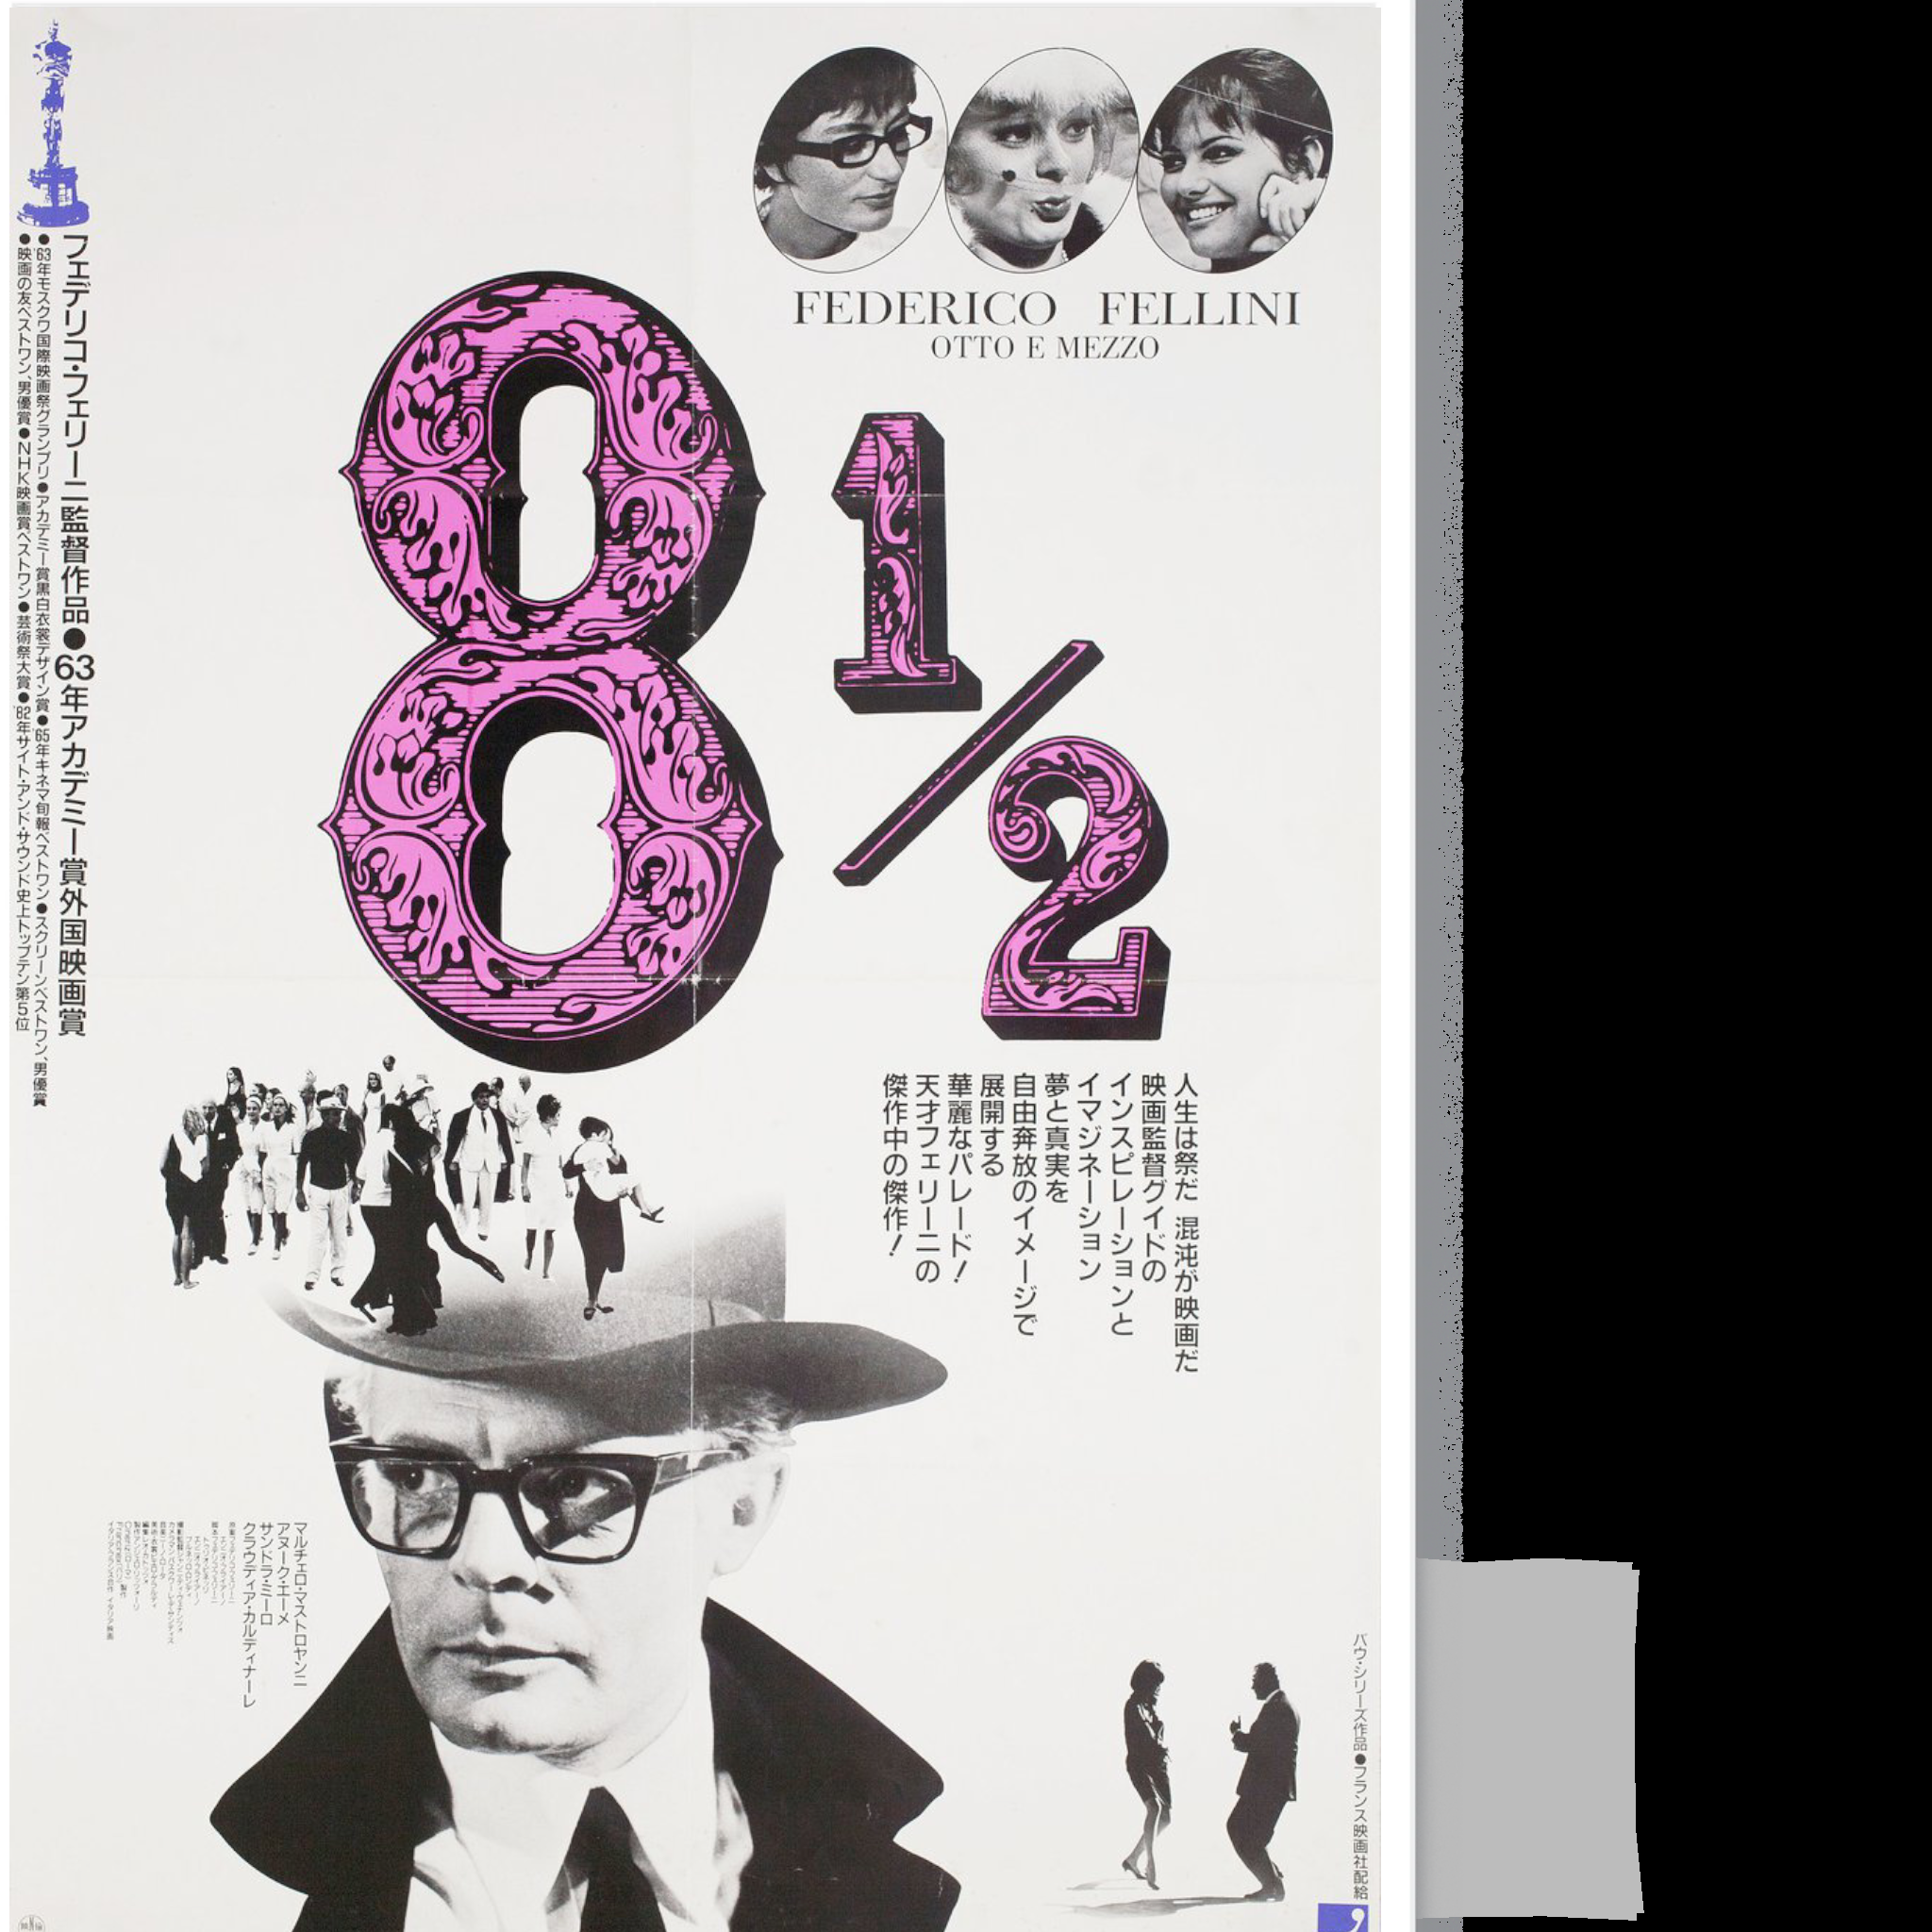 FEDERICO FELLINI
OTTO E MEZZO
8 1/2
フェデリコ・フェリーニ監督作品●63年アカデミー賞外国映画賞
●'63年モスクワ国際映画祭グランプリ●アカデミー賞黒白衣裳デザイン賞●'65年キネマ旬報ベストワン●スクリーンベストワン、男優賞
●映画の友ベストワン、男優賞●NHK映画賞ベストワン●芸術祭大賞●'82年サイト・アンド・サウンド史上トップテン第5位
人生は祭だ 混沌が映画だ
映画監督グイドの
インスピレーションと
イマジネーション
夢と真実を
自由奔放のイメージで
展開する
華麗なパレード!
天才フェリーニの
傑作中の傑作!
マルチェロ・マストロヤンニ
アヌーク・エーメ
サンドラ・ミーロ
クラウディア・カルディナーレ
バウ・シリーズ作品●フランス映画社配給